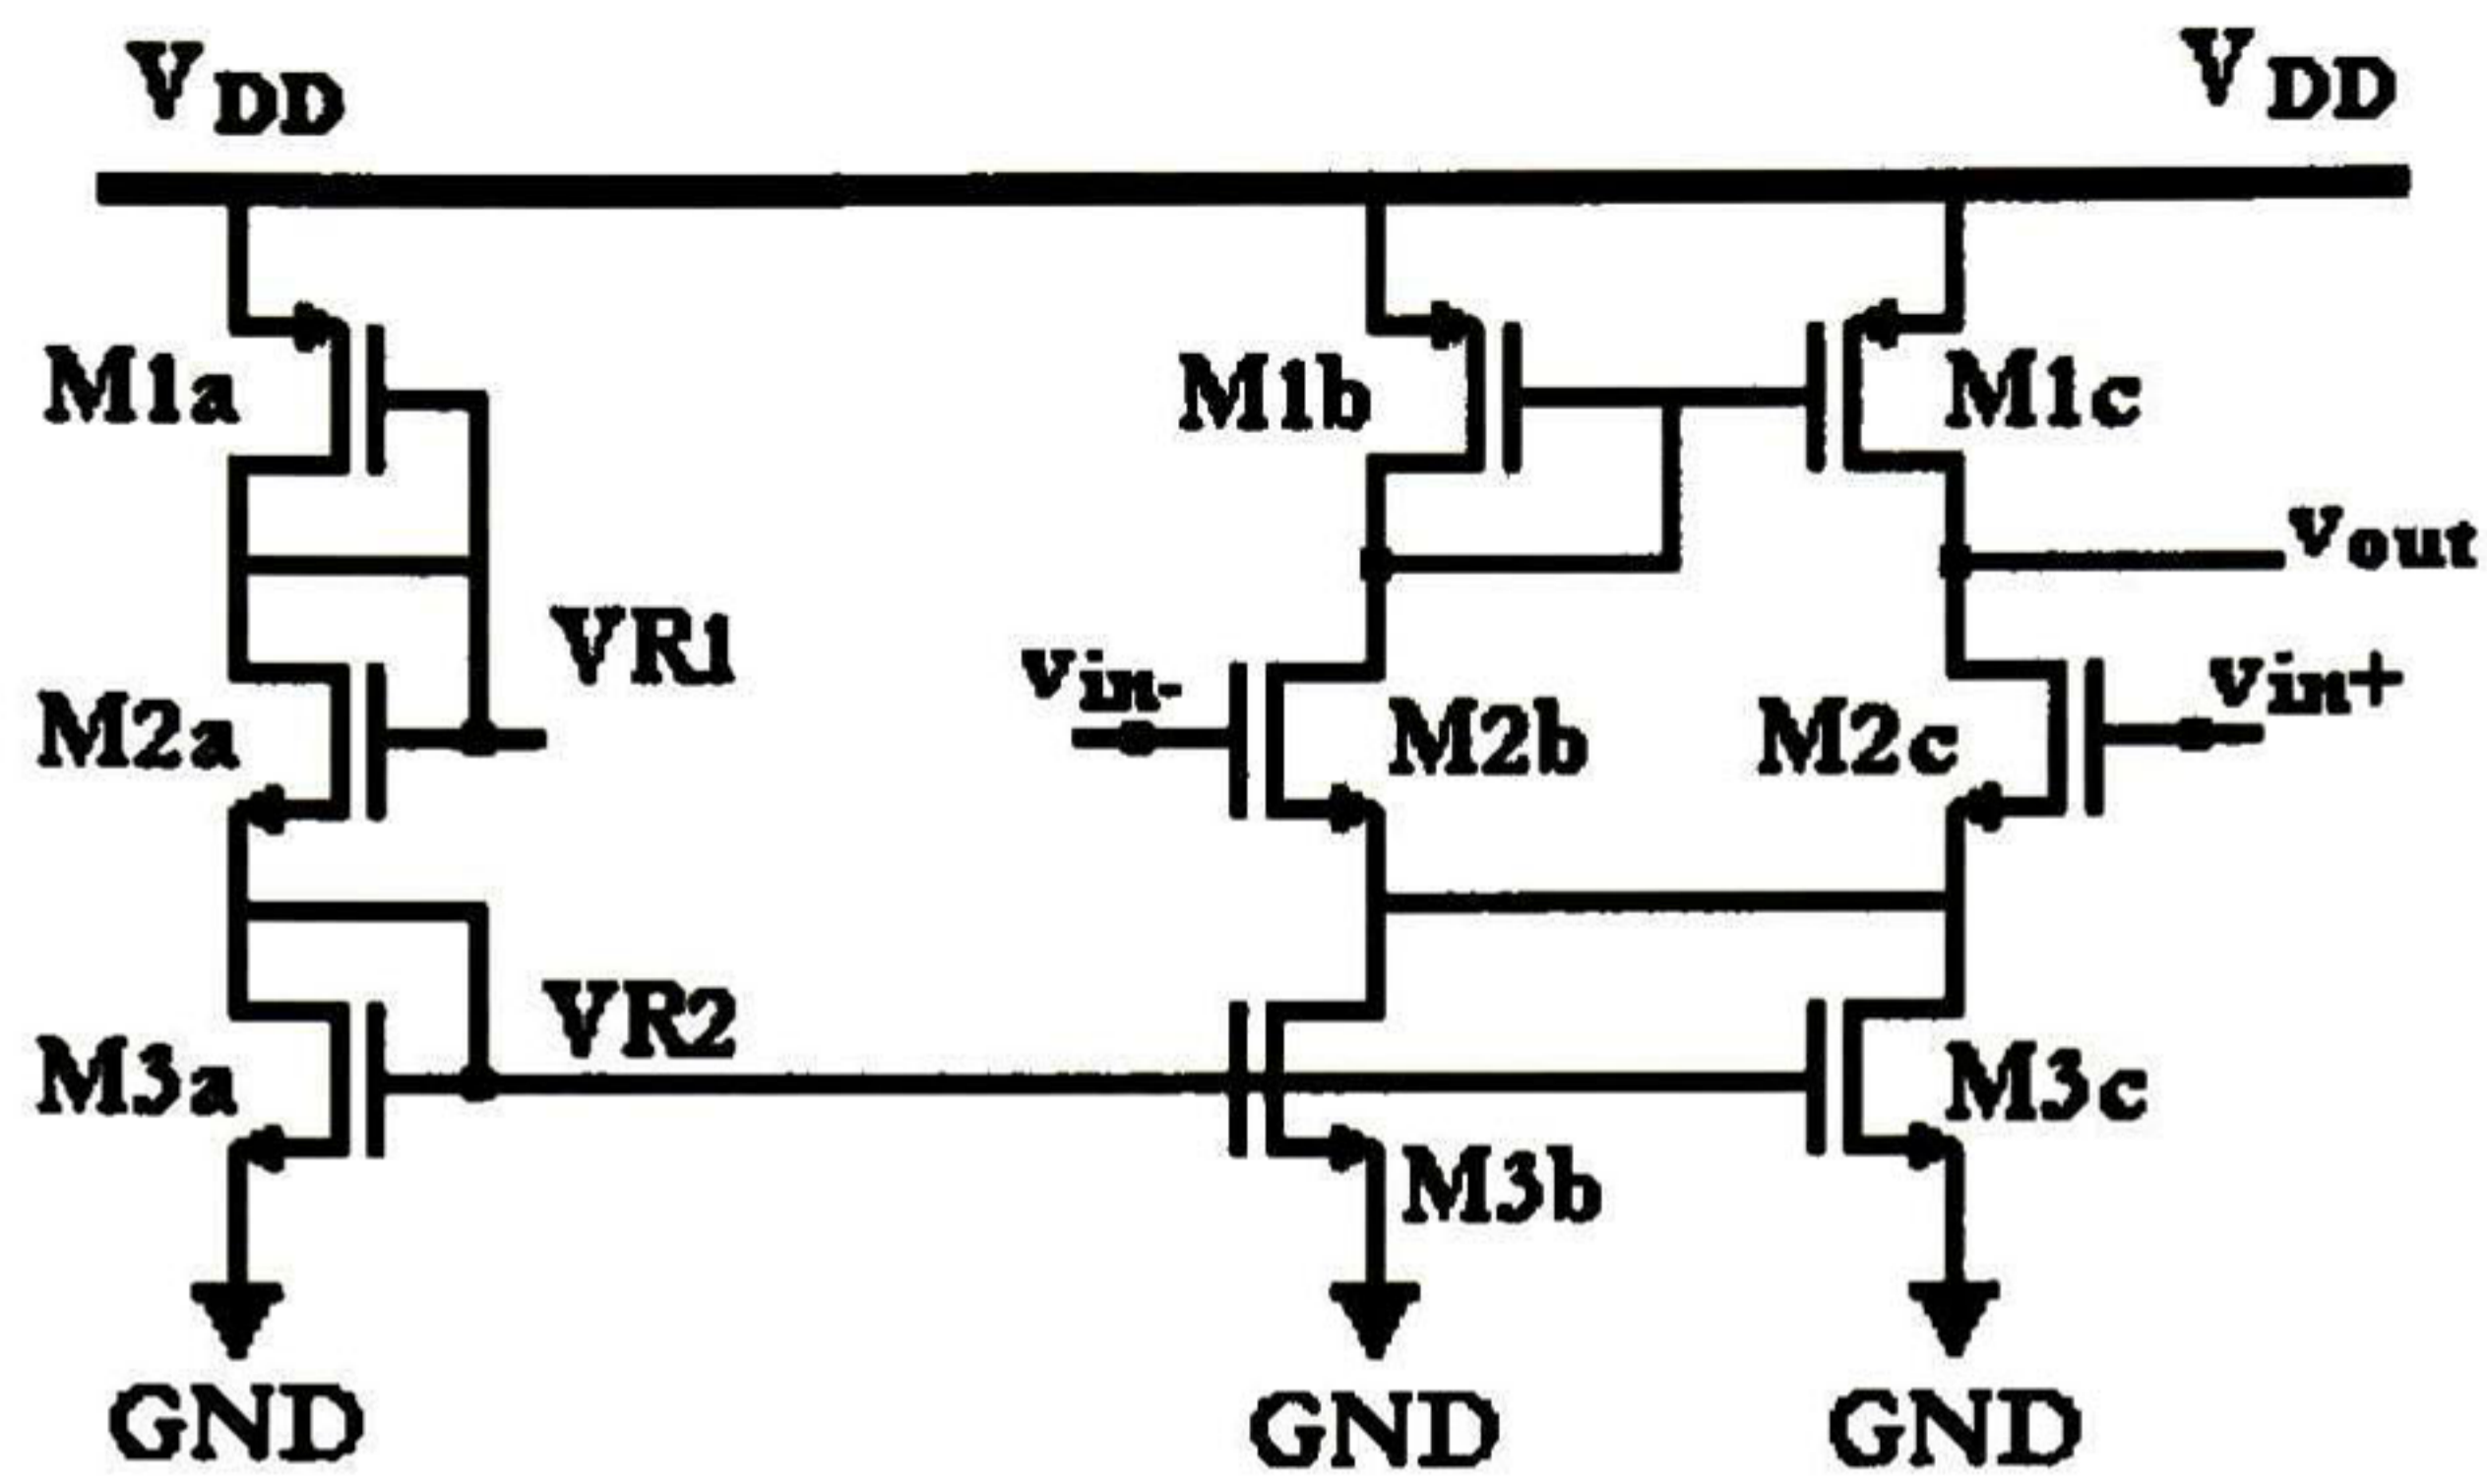 VDD
VDD
M1a
M1b
M1c
vout
VR1
vin-
vin+
M2a
M2b
M2c
VR2
M3a
M3c
M3b
GND
GND
GND